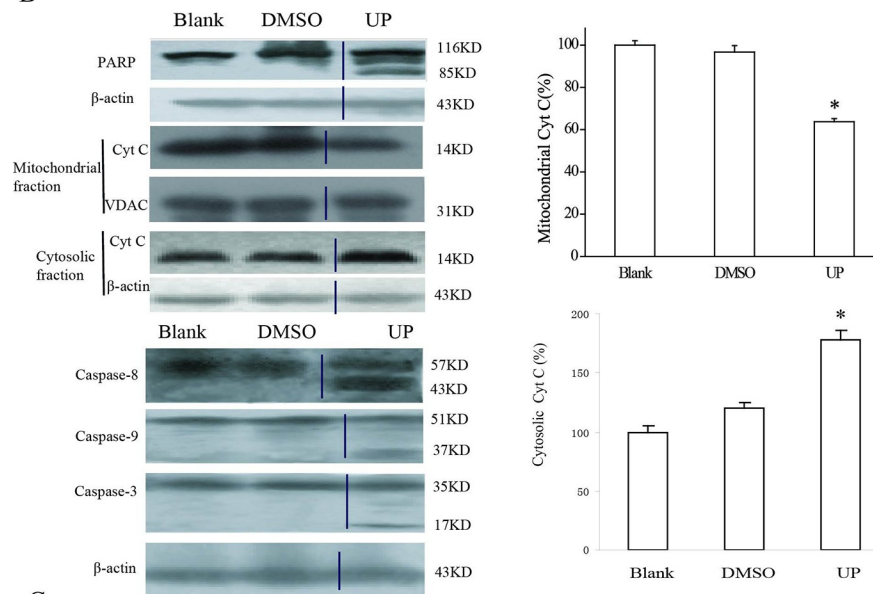 Blank DMSO UP
PARP 116KD
85KD
β-actin 43KD
Mitochondrial
fraction
Cyt C 14KD
VDAC 31KD
Cytosolic
fraction
Cyt C 14KD
β-actin 43KD
Blank DMSO UP
Caspase-8 57KD
43KD
Caspase-9 51KD
37KD
Caspase-3 35KD
17KD
β-actin 43KD
Mitochondrial Cyt C(%)
100
80
60
40
20
0
*
Blank DMSO UP
Cytosolic Cyt C (%)
200
150
100
50
0
*
Blank DMSO UP